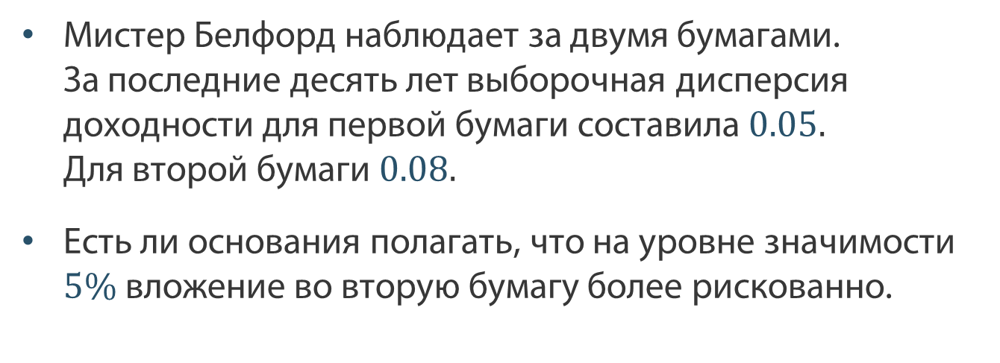 • Мистер Белфорд наблюдает за двумя бумагами.
За последние десять лет выборочная дисперсия
доходности для первой бумаги составила 0.05.
Для второй бумаги 0.08.
• Есть ли основания полагать, что на уровне значимости
5% вложение во вторую бумагу более рискованно.